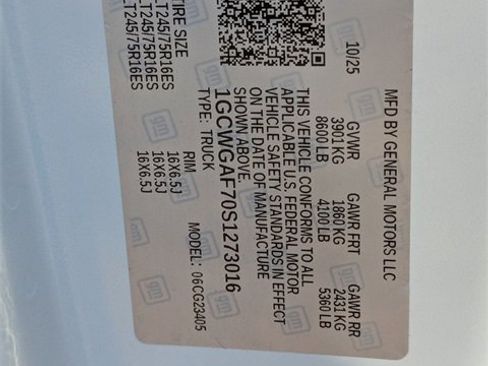 MFD BY GENERAL MOTORS LLC
10/25 GVWR GAWR FRT GAWR RR
3901 KG 1860 KG 2431 KG
8600 LB 4100 LB 5360 LB
THIS VEHICLE CONFORMS TO ALL
APPLICABLE U.S. FEDERAL MOTOR
VEHICLE SAFETY STANDARDS IN EFFECT
ON THE DATE OF MANUFACTURE
SHOWN ABOVE.
1GCWGAF70S1273016
TYPE: TRUCK MODEL: 06CG23405
TIRE SIZE RIM
LT245/75R16ES 16X6.5J
LT245/75R16ES 16X6.5J
LT245/75R16ES 16X6.5J
gm